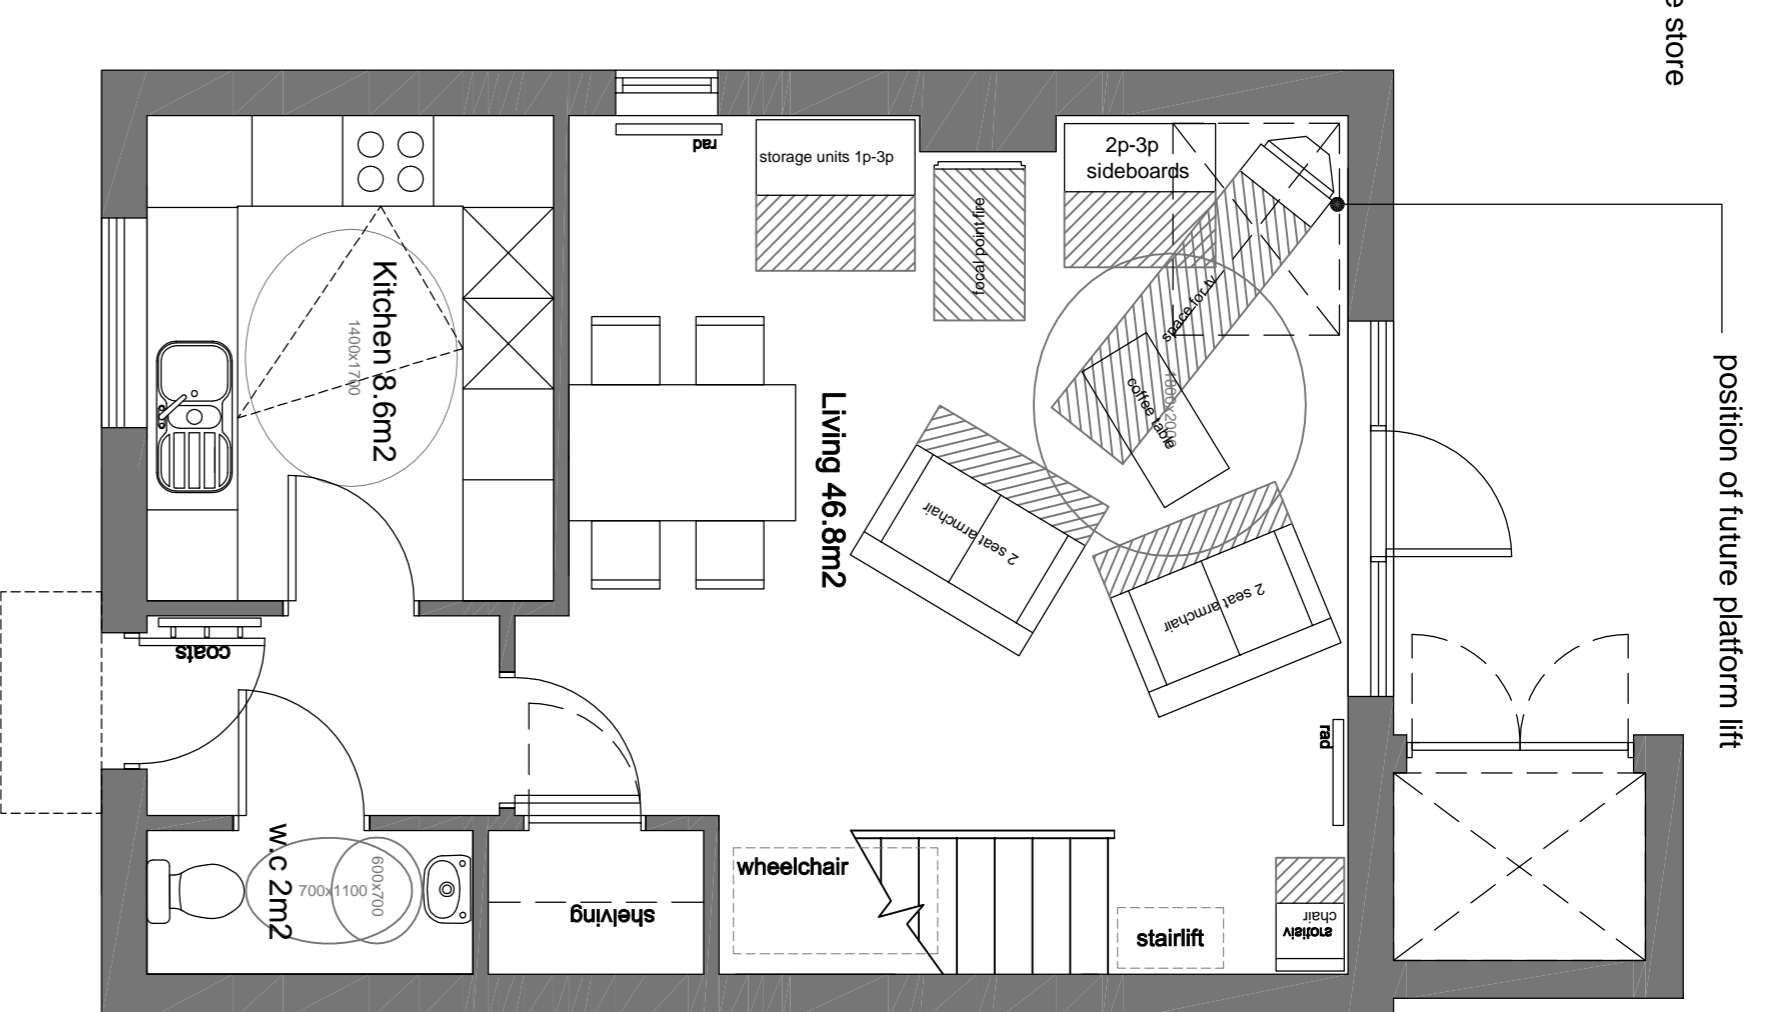 e store
rad
storage units 1p-3p
2p-3p
sideboards
focal point fire
space for tv
Kitchen 8.6m2
1400x1700
Living 46.8m2
coffee table
2 seat armchair
2 seat armchair
position of future platform lift
coats
rad
w.c 2m2
700x1100
600x700
shelving
wheelchair
stairlift
chair
visitors